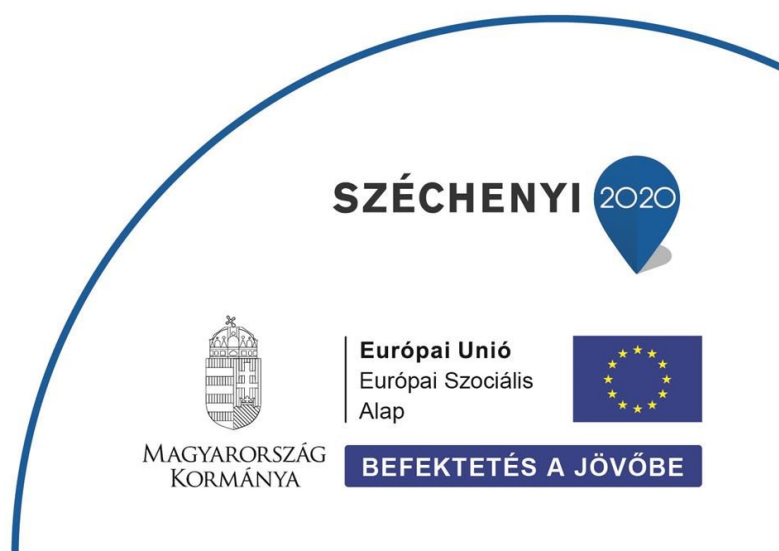 SZÉCHENYI 2020
Európai Unió
Európai Szociális
Alap
MAGYARORSZÁG
KORMÁNYA
BEFEKTETÉS A JÖVŐBE